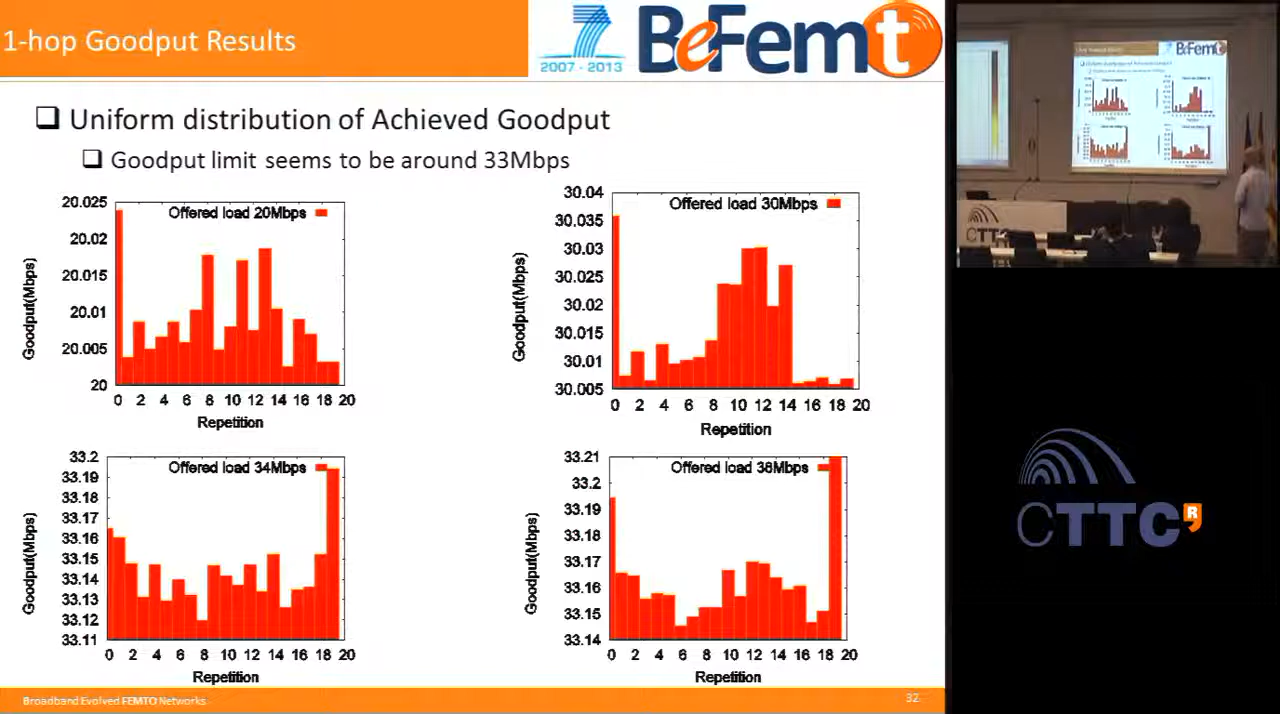 1-hop Goodput Results
7
2007 - 2013
BeFemt
❑ Uniform distribution of Achieved Goodput
❑ Goodput limit seems to be around 33Mbps
Offered load 20Mbps
Goodput(Mbps)
20.025
20.02
20.015
20.01
20.005
20
0 2 4 6 8 10 12 14 16 18 20
Repetition
Offered load 30Mbps
Goodput(Mbps)
30.04
30.035
30.03
30.025
30.02
30.015
30.01
30.005
0 2 4 6 8 10 12 14 16 18 20
Repetition
Offered load 34Mbps
Goodput(Mbps)
33.2
33.19
33.18
33.17
33.16
33.15
33.14
33.13
33.12
33.11
0 2 4 6 8 10 12 14 16 18 20
Repetition
Offered load 36Mbps
Goodput(Mbps)
33.21
33.2
33.19
33.18
33.17
33.16
33.15
33.14
0 2 4 6 8 10 12 14 16 18 20
Repetition
Broadband Evolved FEMTO Networks
32
BeFemt
CTTC
CTTC R